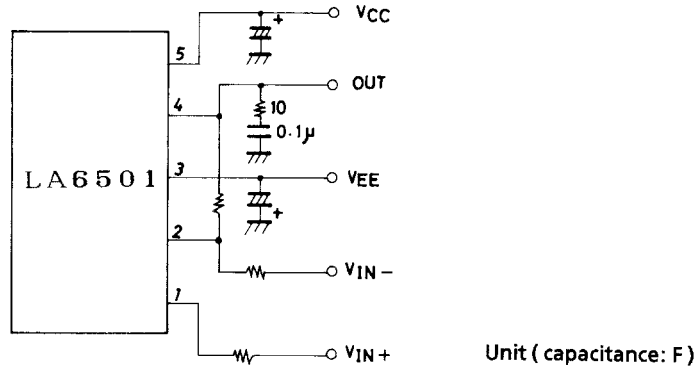 +
VCC
5
OUT
4
10
0.1μ
3
VEE
LA6501
+
2
VIN-
1
VIN+
Unit ( capacitance: F )